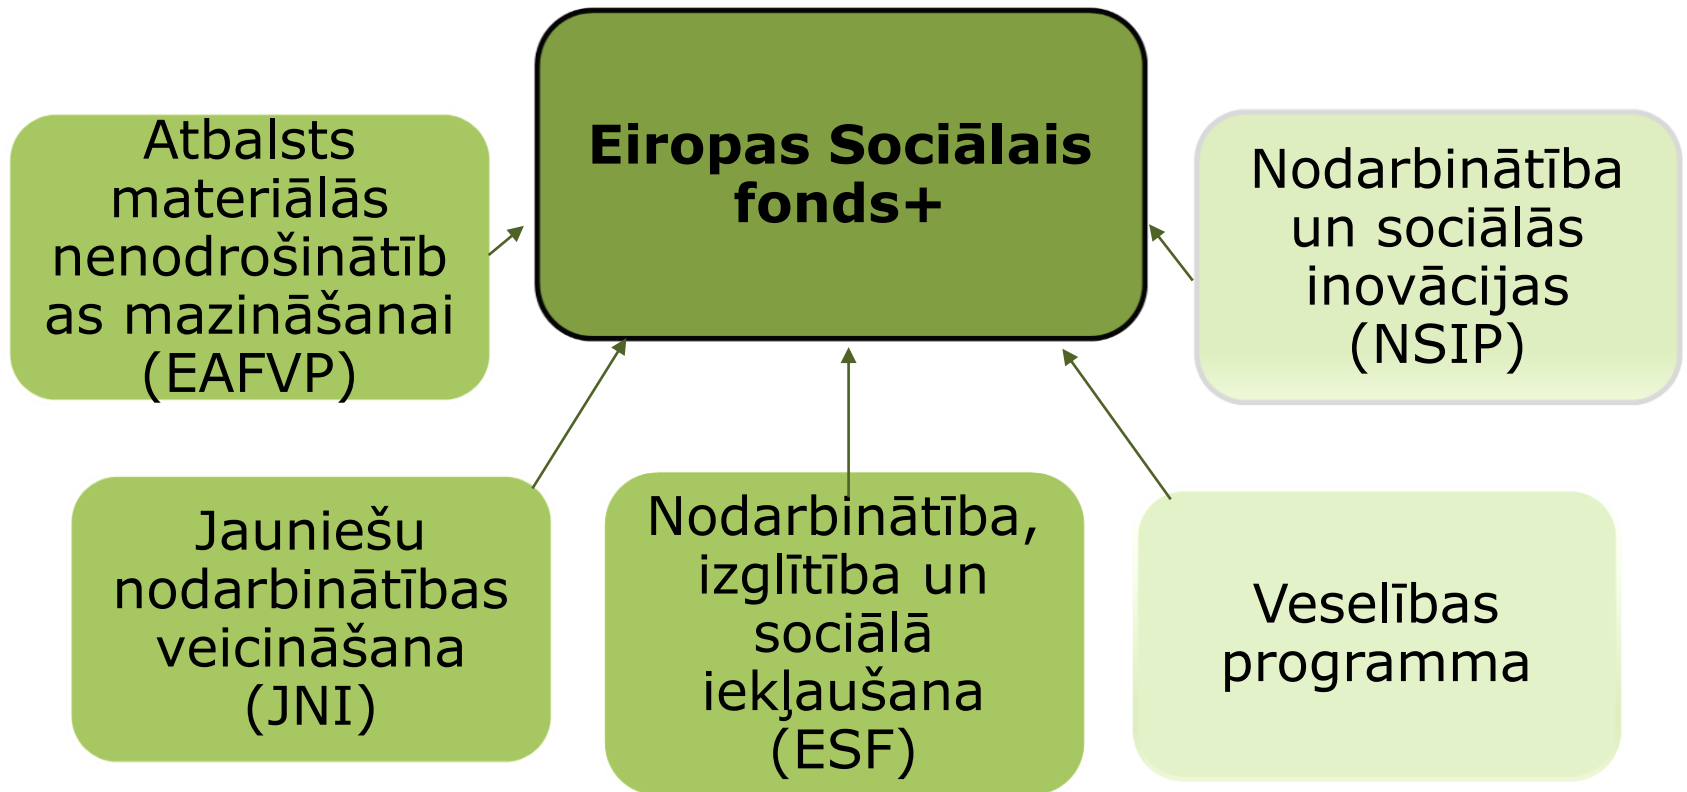 Eiropas Sociālais
fonds+
Atbalsts
materiālās
nenodrošinātīb
as mazināšanai
(EAFVP)
Nodarbinātība
un sociālās
inovācijas
(NSIP)
Jauniešu
nodarbinātības
veicināšana
(JNI)
Nodarbinātība,
izglītība un
sociālā
iekļaušana
(ESF)
Veselības
programma